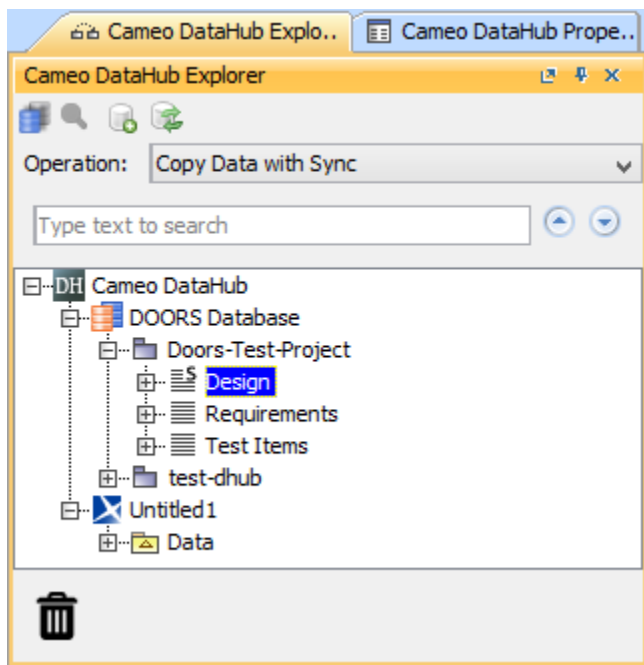 Cameo DataHub Explo.. Cameo DataHub Prope..
Cameo DataHub Explorer
Operation: Copy Data with Sync
Type text to search
DH Cameo DataHub
DOORS Database
Doors-Test-Project
S Design
Requirements
Test Items
test-dhub
Untitled1
Data